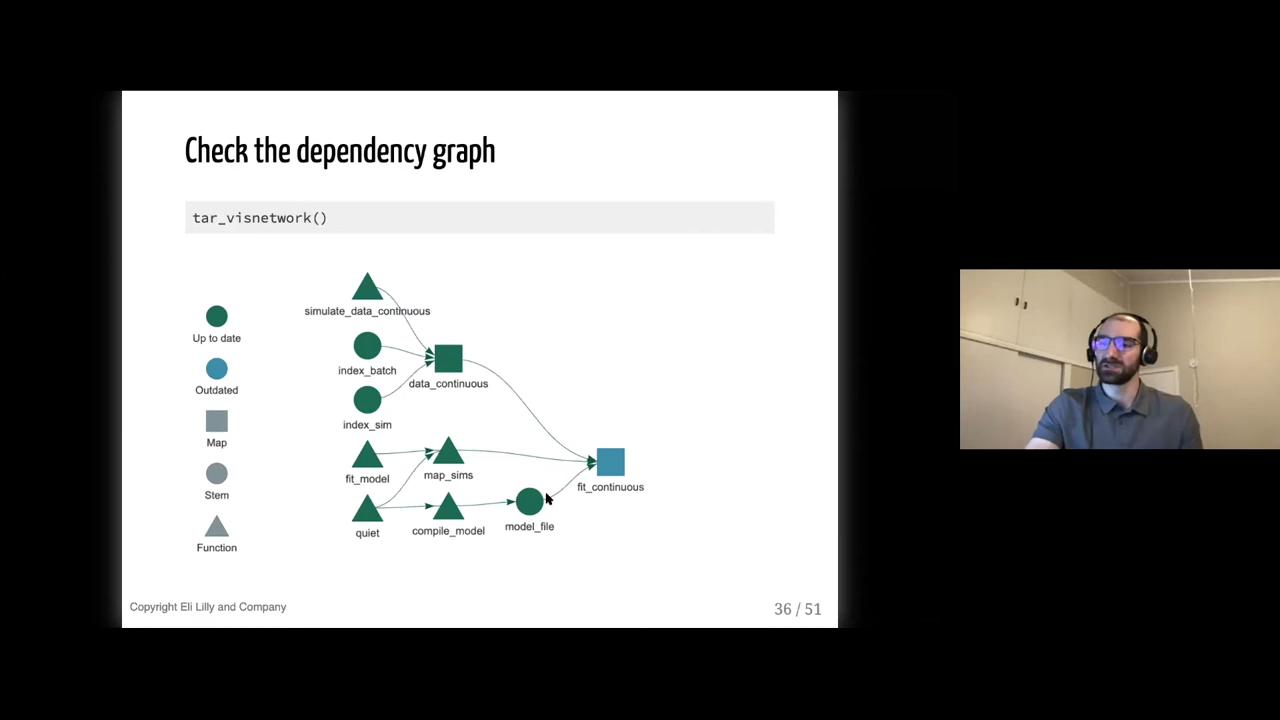 Check the dependency graph
tar_visnetwork()
Up to date
Outdated
Map
Stem
Function
simulate_data_continuous
index_batch
data_continuous
index_sim
fit_model
map_sims
fit_continuous
quiet
compile_model
model_file
Copyright Eli Lilly and Company
36 / 51